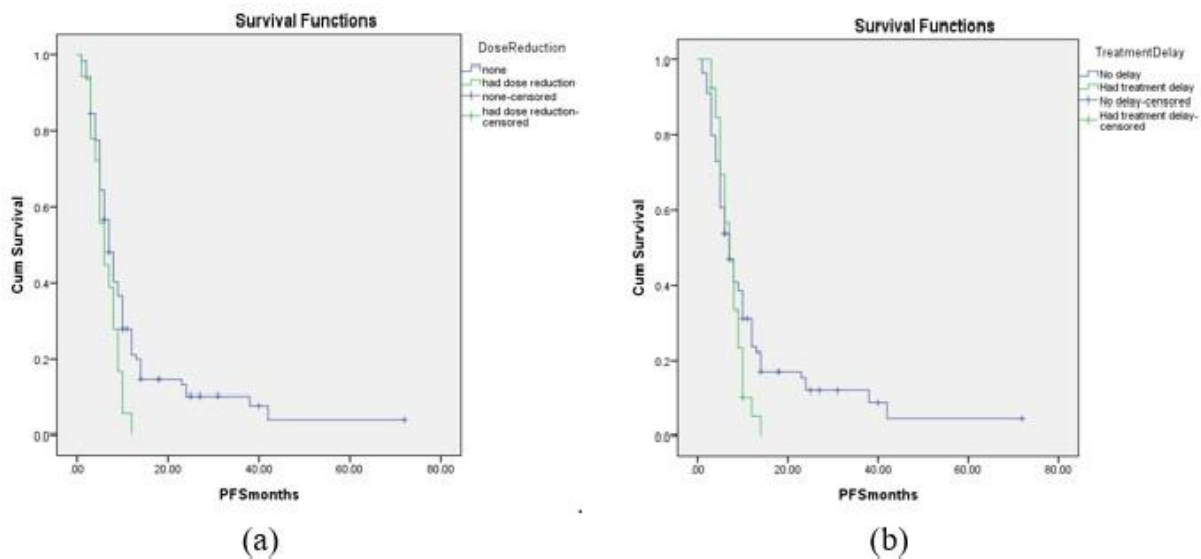 Survival Functions
DoseReduction
none
had dose reduction
none-censored
had dose reduction-
censored
1.0
0.8
0.6
0.4
0.2
0.0
Cum Survival
.00 20.00 40.00 60.00 80.00
PFSmonths
(a)
Survival Functions
TreatmentDelay
No delay
Had treatment delay
No delay-censored
Had treatment delay-
censored
1.0
0.8
0.6
0.4
0.2
0.0
Cum Survival
.00 20.00 40.00 60.00 80.00
PFSmonths
(b)